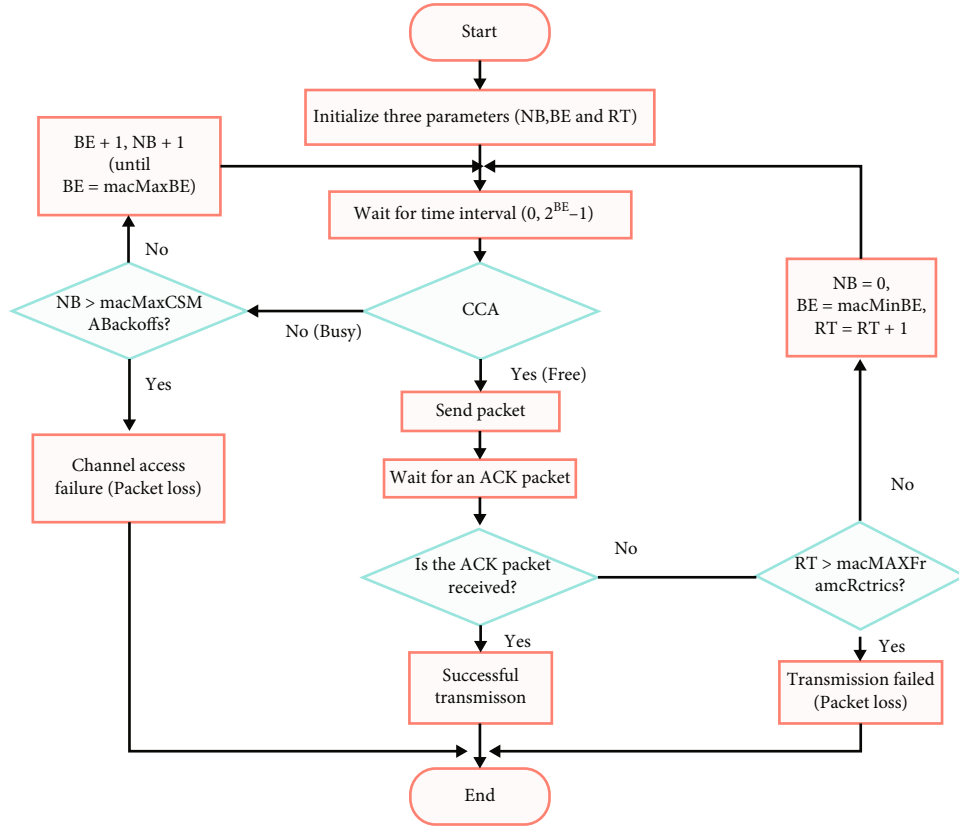 Start
Initialize three parameters (NB,BE and RT)
BE + 1, NB + 1
(until
BE = macMaxBE)
Wait for time interval (0, 2^BE–1)
No
NB > macMaxCSM
ABackoffs?
No (Busy)
CCA
NB = 0,
BE = macMinBE,
RT = RT + 1
Yes
Yes (Free)
Send packet
Channel access
failure (Packet loss)
Wait for an ACK packet
No
Is the ACK packet
received?
No
RT > macMAXFr
amcRctrics?
Yes
Yes
Successful
transmisson
Transmission failed
(Packet loss)
End